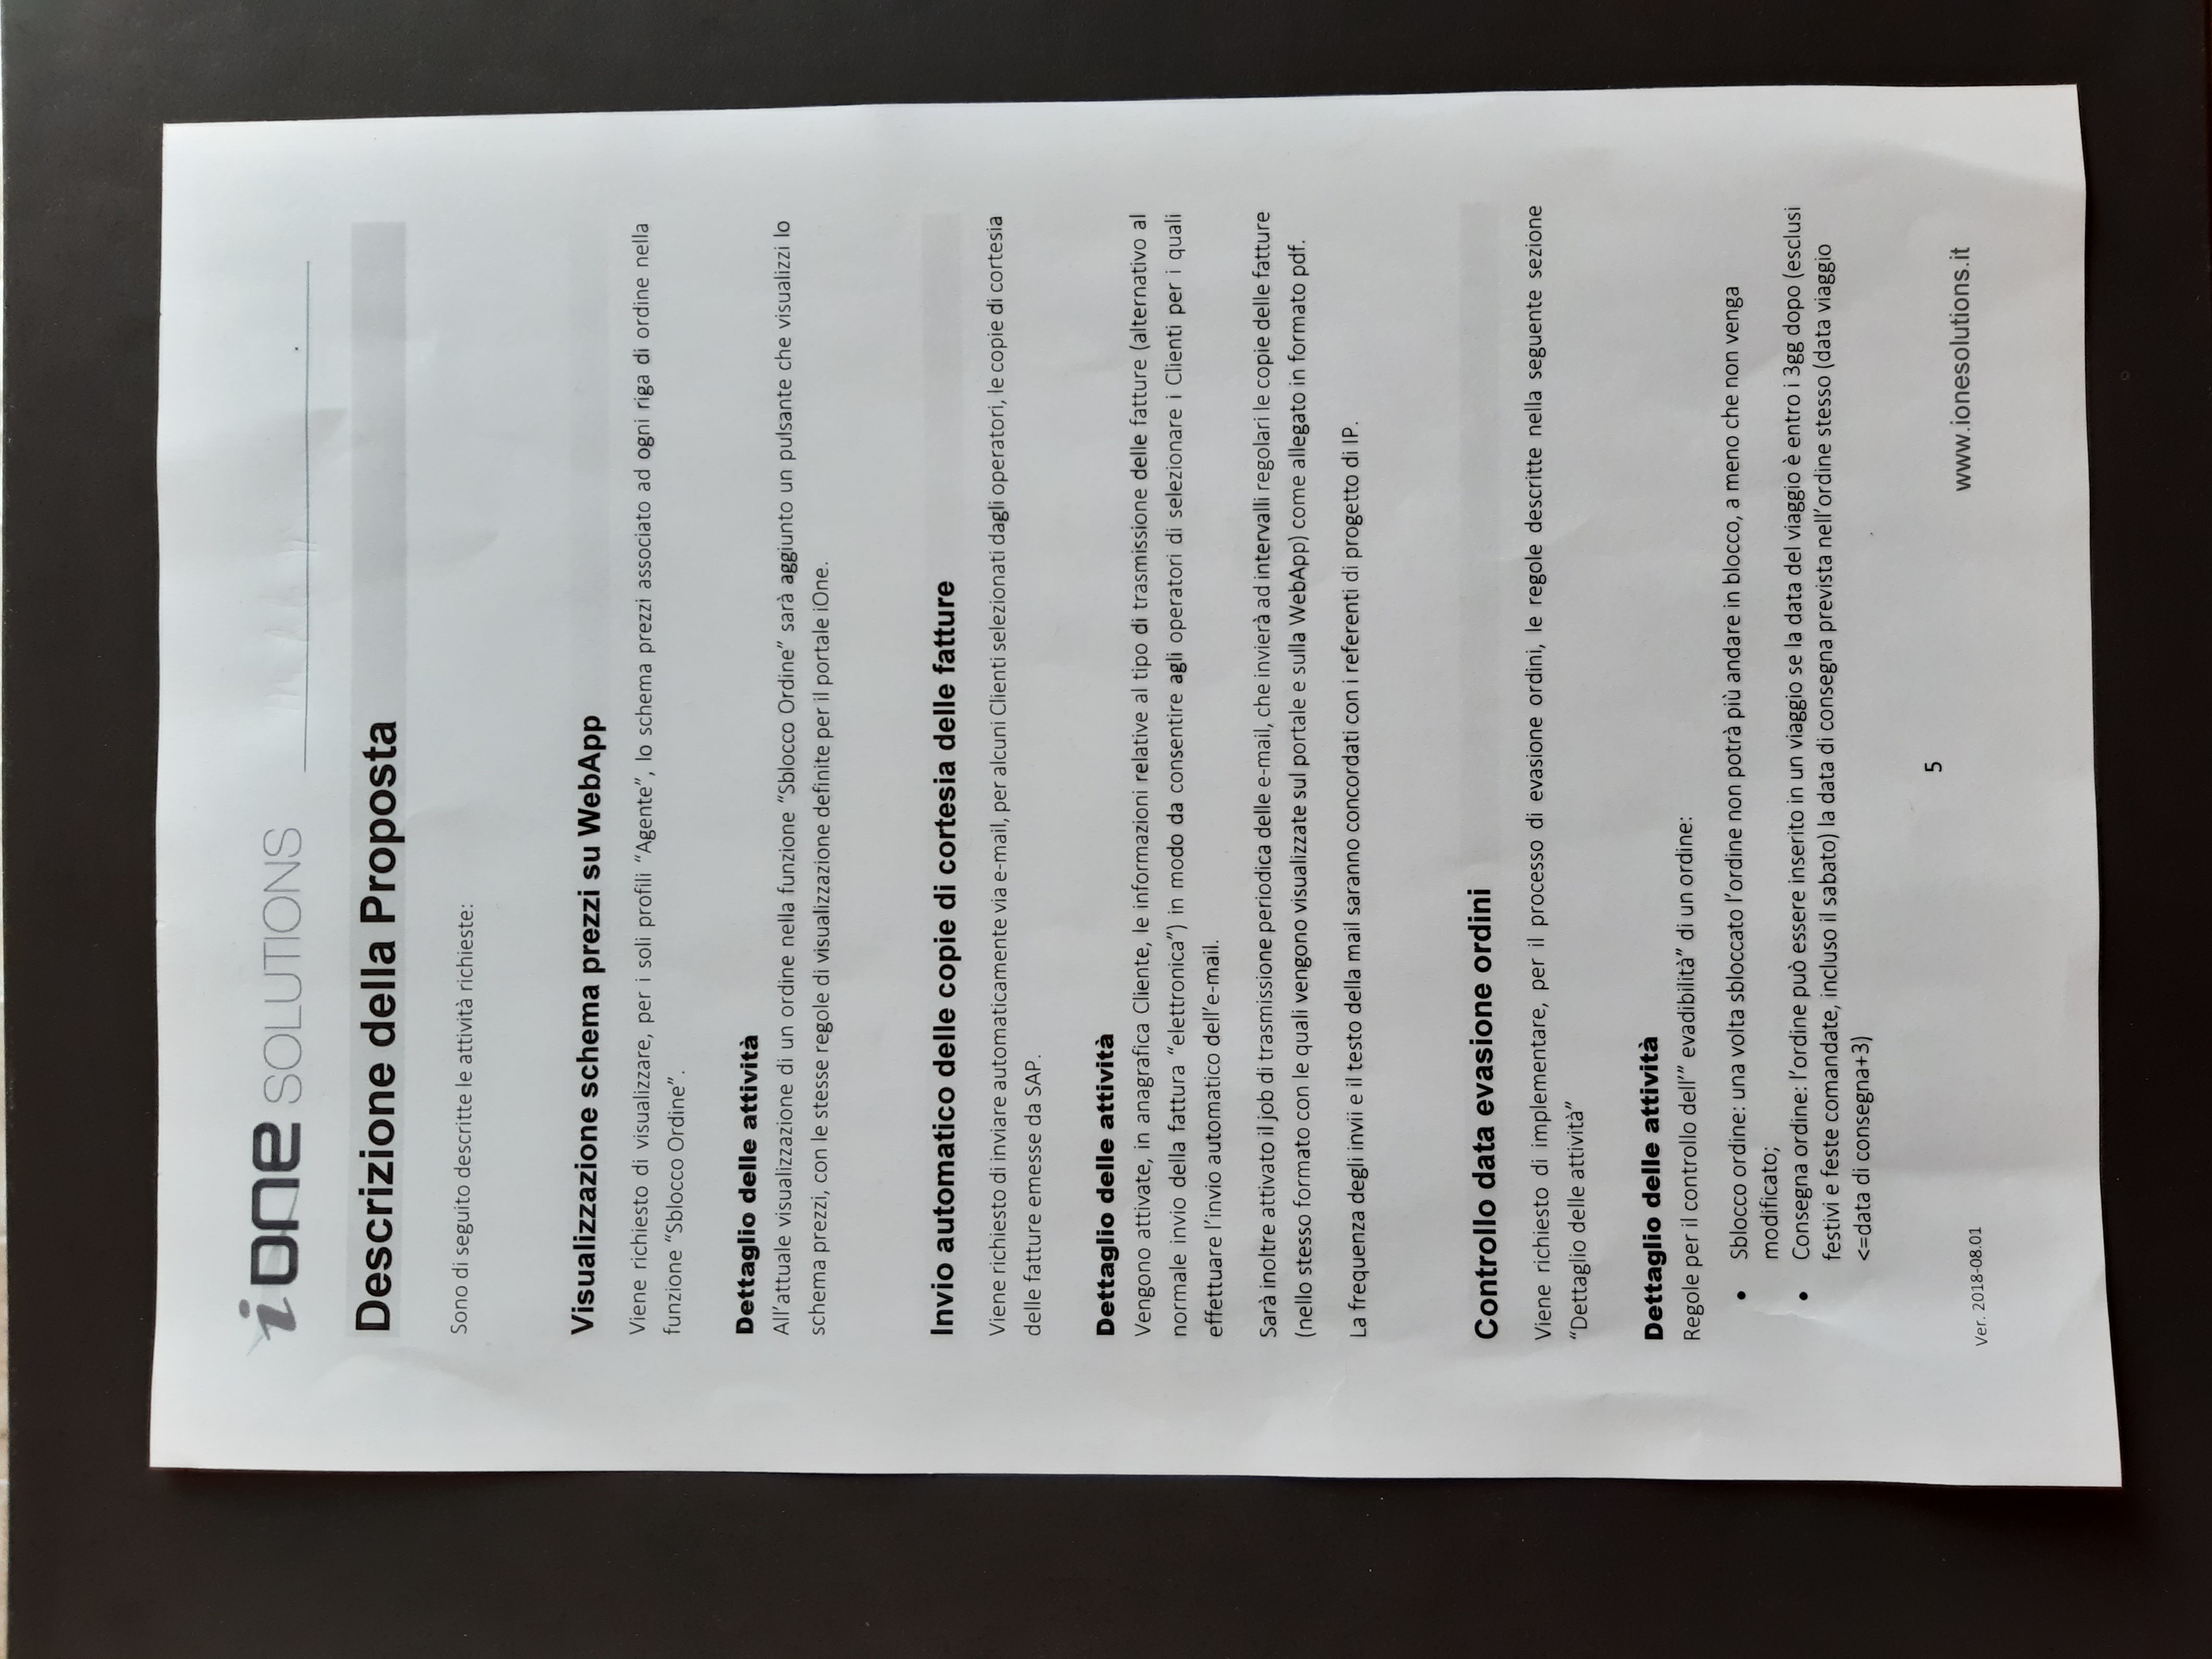 iOne SOLUTIONS
Descrizione della Proposta
Sono di seguito descritte le attività richieste:
Visualizzazione schema prezzi su WebApp
Viene richiesto di visualizzare, per i soli profili “Agente”, lo schema prezzi associato ad ogni riga di ordine nella
funzione “Sblocco Ordine”.
Dettaglio delle attività
All’attuale visualizzazione di un ordine nella funzione “Sblocco Ordine” sarà aggiunto un pulsante che visualizzi lo
schema prezzi, con le stesse regole di visualizzazione definite per il portale iOne.
Invio automatico delle copie di cortesia delle fatture
Viene richiesto di inviare automaticamente via e-mail, per alcuni Clienti selezionati dagli operatori, le copie di cortesia
delle fatture emesse da SAP.
Dettaglio delle attività
Vengono attivate, in anagrafica Cliente, le informazioni relative al tipo di trasmissione delle fatture (alternativo al
normale invio della fattura “elettronica”) in modo da consentire agli operatori di selezionare i Clienti per i quali
effettuare l’invio automatico dell’e-mail.
Sarà inoltre attivato il job di trasmissione periodica delle e-mail, che invierà ad intervalli regolari le copie delle fatture
(nello stesso formato con le quali vengono visualizzate sul portale e sulla WebApp) come allegato in formato pdf.
La frequenza degli invii e il testo della mail saranno concordati con i referenti di progetto di IP.
Controllo data evasione ordini
Viene richiesto di implementare, per il processo di evasione ordini, le regole descritte nella seguente sezione
“Dettaglio delle attività”
Dettaglio delle attività
Regole per il controllo dell’” evadibilità” di un ordine:
• Sblocco ordine: una volta sbloccato l’ordine non potrà più andare in blocco, a meno che non venga
modificato;
• Consegna ordine: l’ordine può essere inserito in un viaggio se la data del viaggio è entro i 3gg dopo (esclusi
festivi e feste comandate, incluso il sabato) la data di consegna prevista nell’ordine stesso (data viaggio
<=data di consegna+3)
5
www.ionesolutions.it
Ver. 2018-08.01